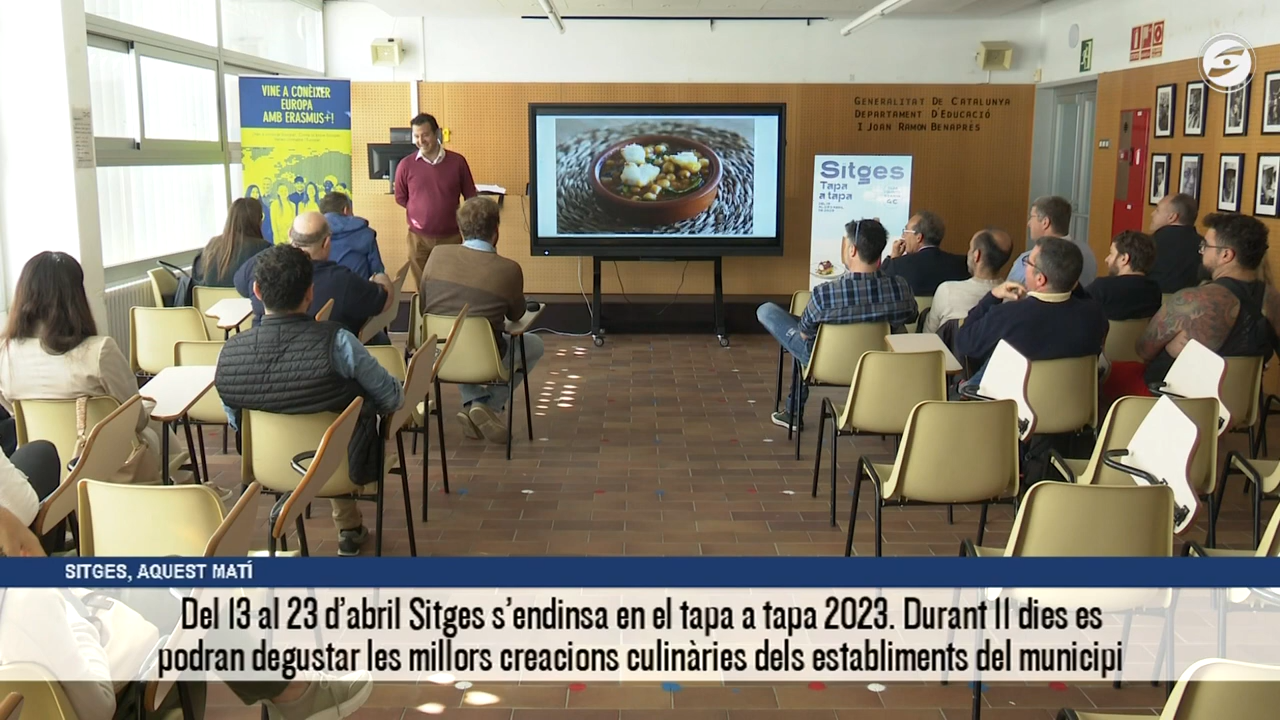 VINE A CONÈIXER
EUROPA
AMB ERASMUS+!
GENERALITAT DE CATALUNYA
DEPARTAMENT D'EDUCACIÓ
I JOAN RAMON BENAPRÈS
Sitges
Tapa
a tapa
SITGES, AQUEST MATÍ
Del 13 al 23 d'abril Sitges s'endinsa en el tapa a tapa 2023. Durant 11 dies es
podran degustar les millors creacions culinàries dels establiments del municipi